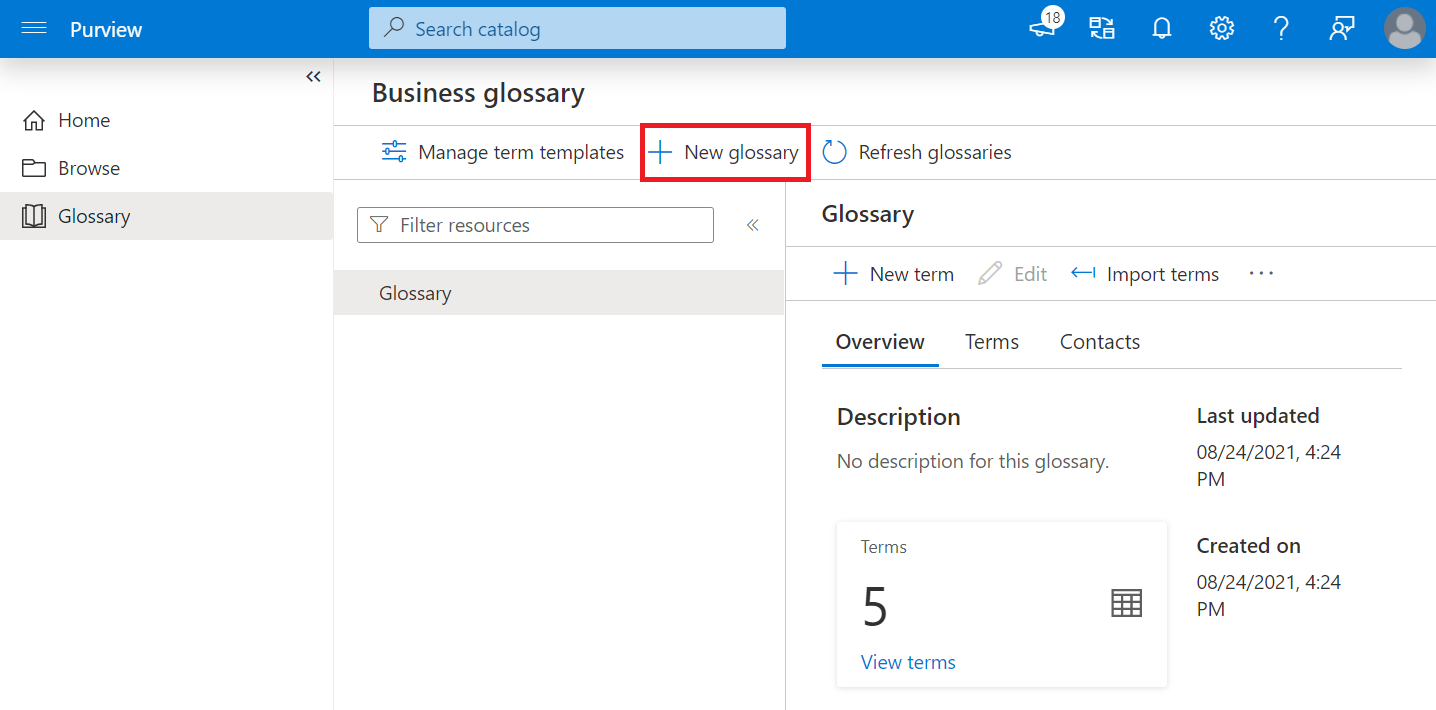 Purview
Search catalog
18
Home
Browse
Glossary
Business glossary
Manage term templates
New glossary
Refresh glossaries
Filter resources
Glossary
Glossary
New term
Edit
Import terms
Overview
Terms
Contacts
Description
No description for this glossary.
Last updated
08/24/2021, 4:24
PM
Terms
5
View terms
Created on
08/24/2021, 4:24
PM